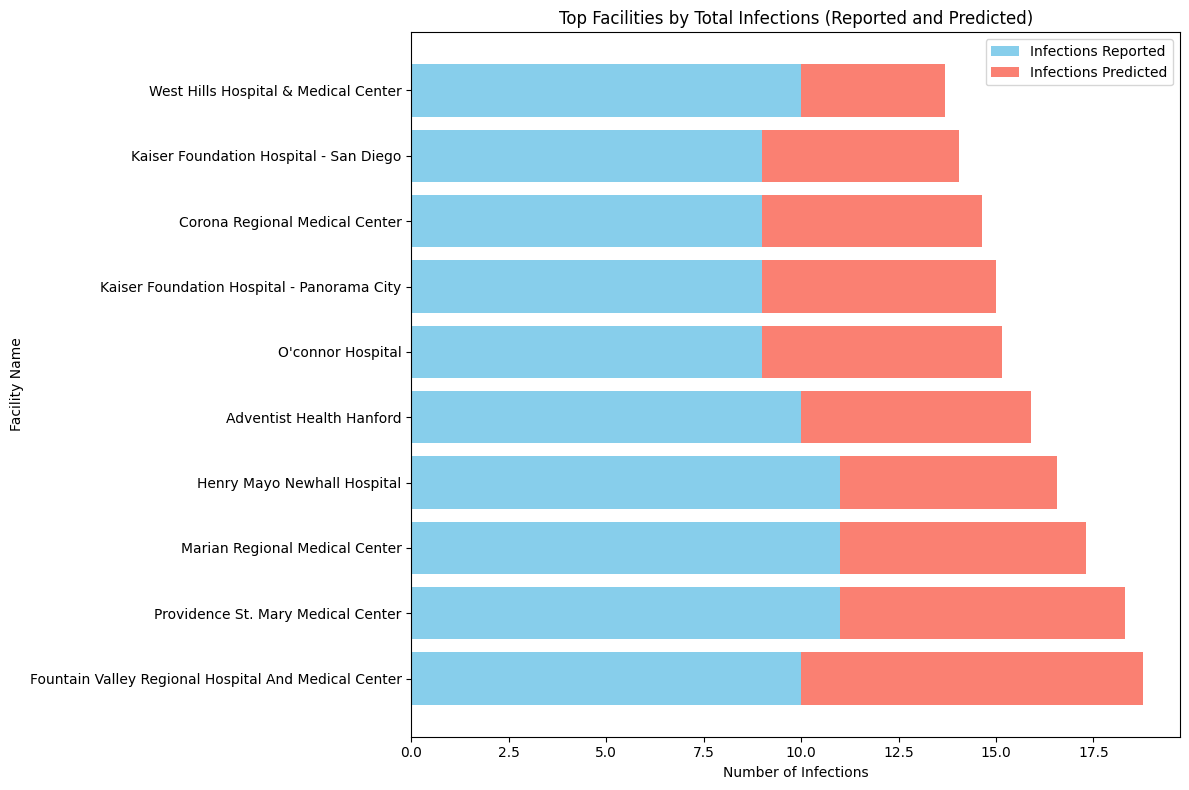 Top Facilities by Total Infections (Reported and Predicted)
Infections Reported
Infections Predicted
West Hills Hospital & Medical Center
Kaiser Foundation Hospital - San Diego
Corona Regional Medical Center
Kaiser Foundation Hospital - Panorama City
O'connor Hospital
Adventist Health Hanford
Henry Mayo Newhall Hospital
Marian Regional Medical Center
Providence St. Mary Medical Center
Fountain Valley Regional Hospital And Medical Center
Facility Name
0.0 2.5 5.0 7.5 10.0 12.5 15.0 17.5
Number of Infections